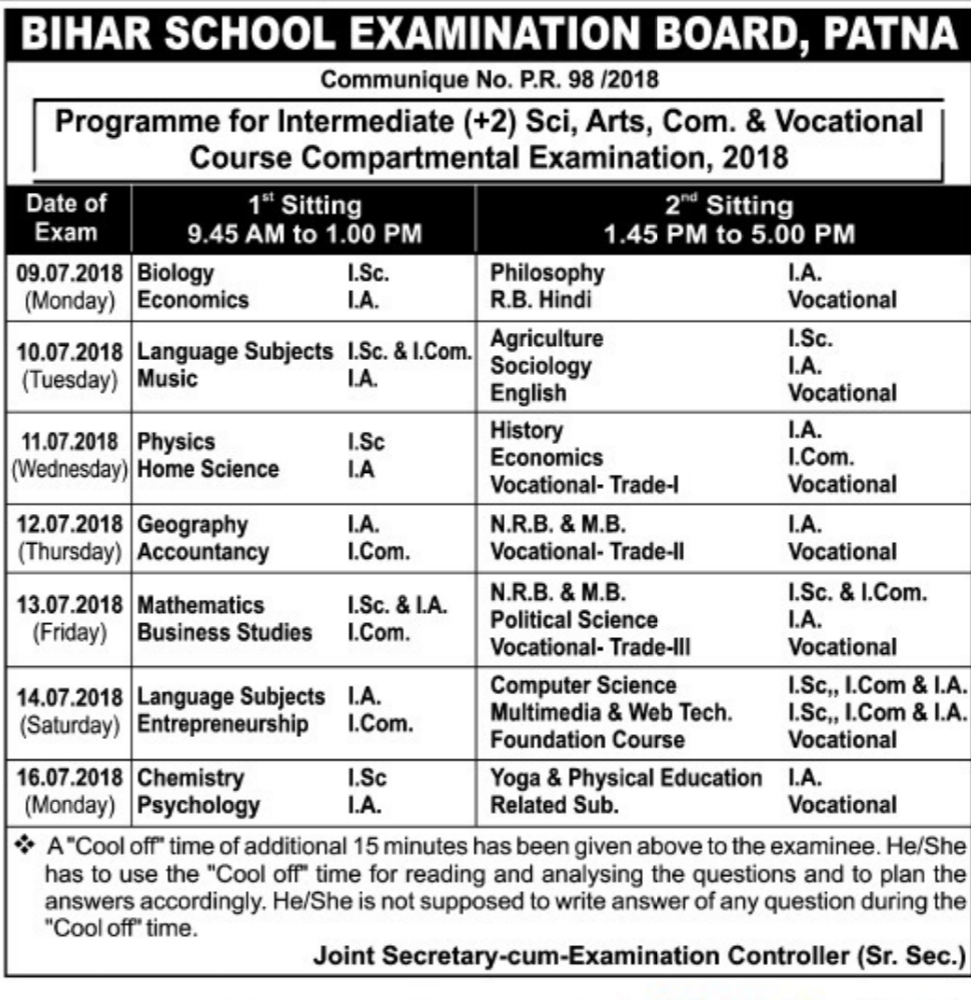 BIHAR SCHOOL EXAMINATION BOARD, PATNA
Communique No. P.R. 98 /2018
Programme for Intermediate (+2) Sci, Arts, Com. & Vocational
Course Compartmental Examination, 2018
Date of Exam
1st Sitting
9.45 AM to 1.00 PM
2nd Sitting
1.45 PM to 5.00 PM
09.07.2018
(Monday)
Biology I.Sc.
Economics I.A.
Philosophy I.A.
R.B. Hindi Vocational
10.07.2018
(Tuesday)
Language Subjects I.Sc. & I.Com.
Music I.A.
Agriculture I.Sc.
Sociology I.A.
English Vocational
11.07.2018
(Wednesday)
Physics I.Sc
Home Science I.A
History I.A.
Economics I.Com.
Vocational- Trade-I Vocational
12.07.2018
(Thursday)
Geography I.A.
Accountancy I.Com.
N.R.B. & M.B. I.A.
Vocational- Trade-II Vocational
13.07.2018
(Friday)
Mathematics I.Sc. & I.A.
Business Studies I.Com.
N.R.B. & M.B. I.Sc. & I.Com.
Political Science I.A.
Vocational- Trade-III Vocational
14.07.2018
(Saturday)
Language Subjects I.A.
Entrepreneurship I.Com.
Computer Science I.Sc,, I.Com & I.A.
Multimedia & Web Tech. I.Sc,, I.Com & I.A.
Foundation Course Vocational
16.07.2018
(Monday)
Chemistry I.Sc
Psychology I.A.
Yoga & Physical Education I.A.
Related Sub. Vocational
❖ A "Cool off" time of additional 15 minutes has been given above to the examinee. He/She
has to use the "Cool off" time for reading and analysing the questions and to plan the
answers accordingly. He/She is not supposed to write answer of any question during the
"Cool off" time.
Joint Secretary-cum-Examination Controller (Sr. Sec.)